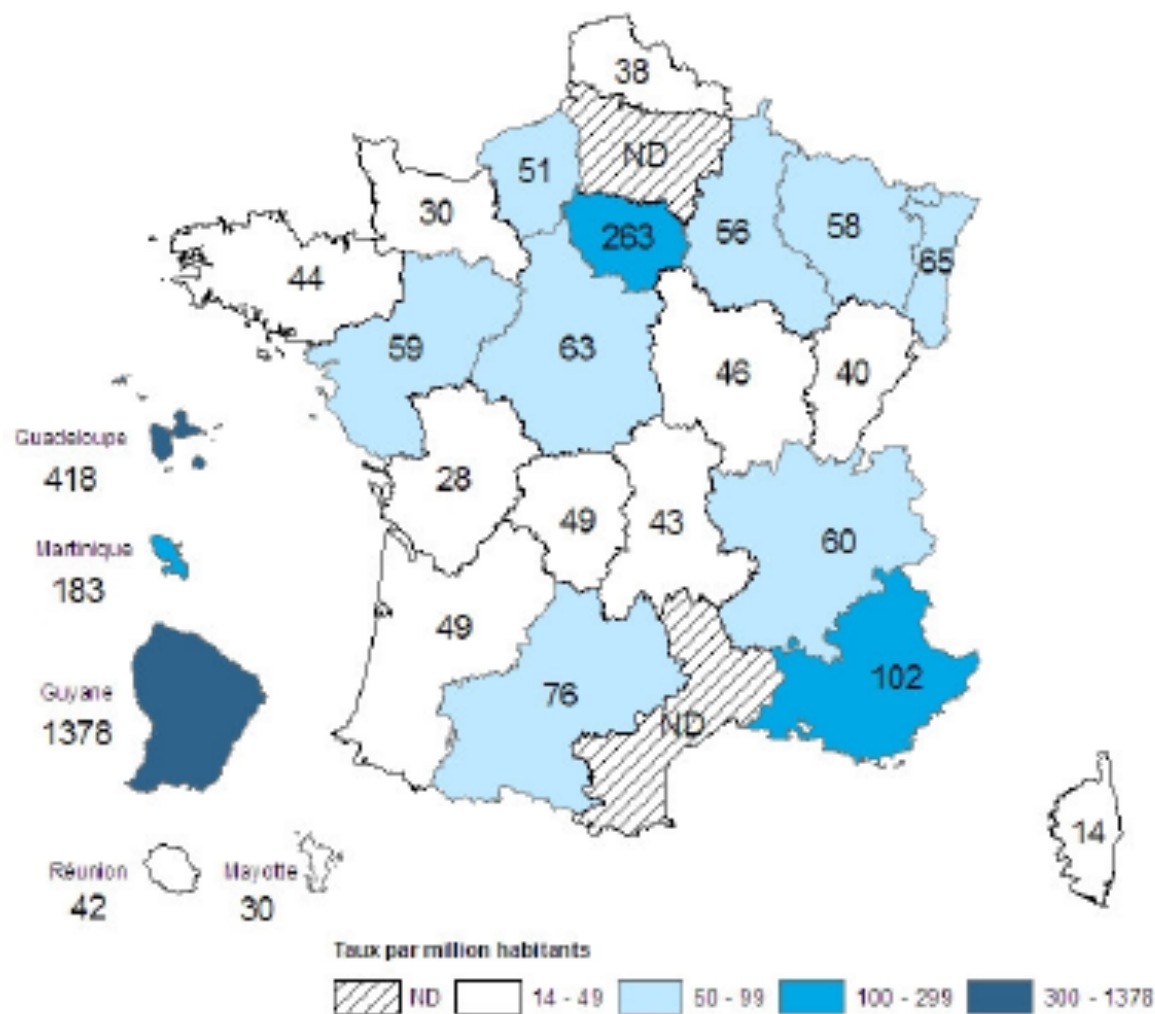 38
ND
51
30
263
56
58
65
44
59
63
46
40
Guadeloupe
418
28
49
43
60
Martinique
183
49
76
102
ND
Guyane
1378
14
Réunion
42
Mayotte
30
Taux par million habitants
ND
14 - 49
50 - 99
100 - 299
300 - 1378